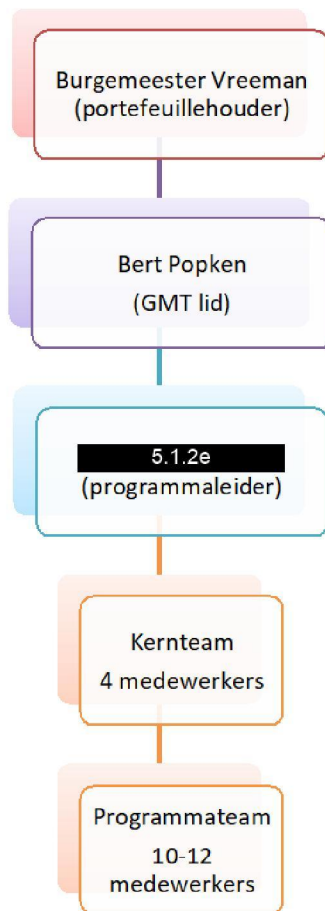 Burgemeester Vreeman
(portefeuillehouder)
Bert Popken
(GMT lid)
5.1.2e
(programmaleider)
Kernteam
4 medewerkers
Programmateam
10-12
medewerkers